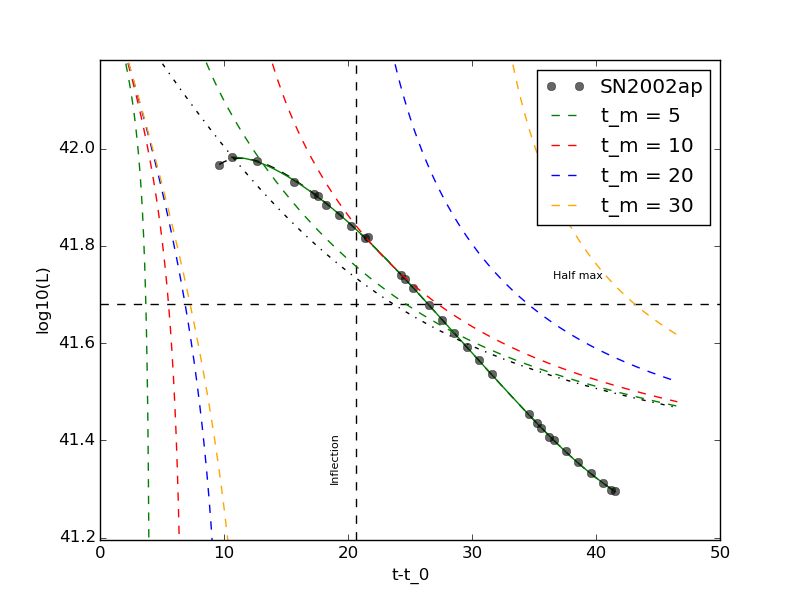 SN2002ap
t_m = 5
t_m = 10
t_m = 20
t_m = 30
42.0
41.8
41.6
41.4
41.2
log10(L)
Half max
Inflection
0
10
20
30
40
50
t-t_0